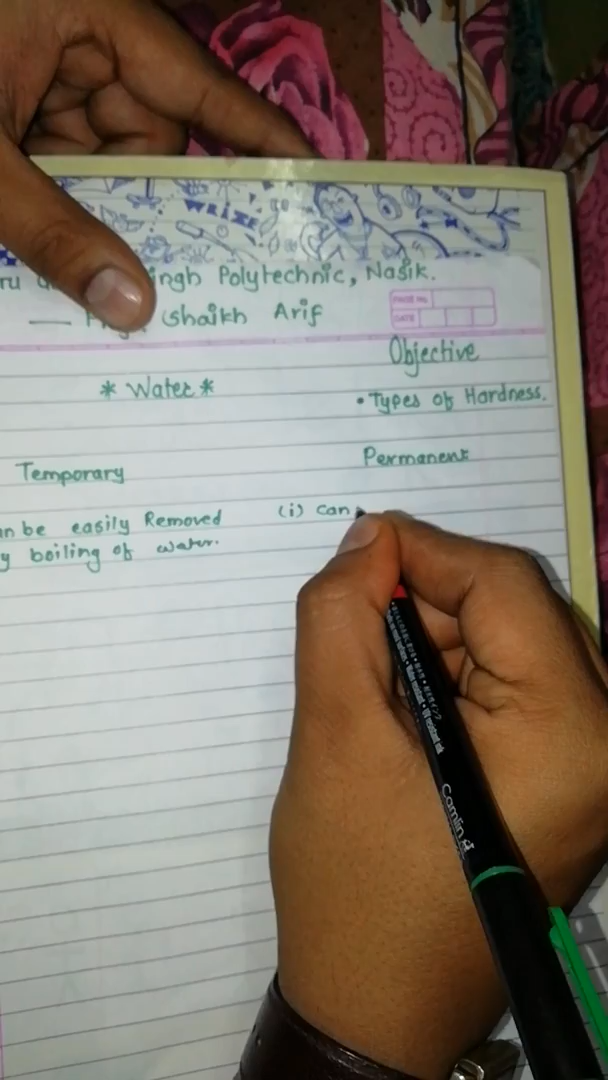 ingh Polytechnic, Nasik.
Shaikh Arif
PAGE NO.
DATE
Objective
* Water *
• Types of Hardness.
Temporary
Permanent
be easily Removed
boiling of water.
(i) can
Camlin